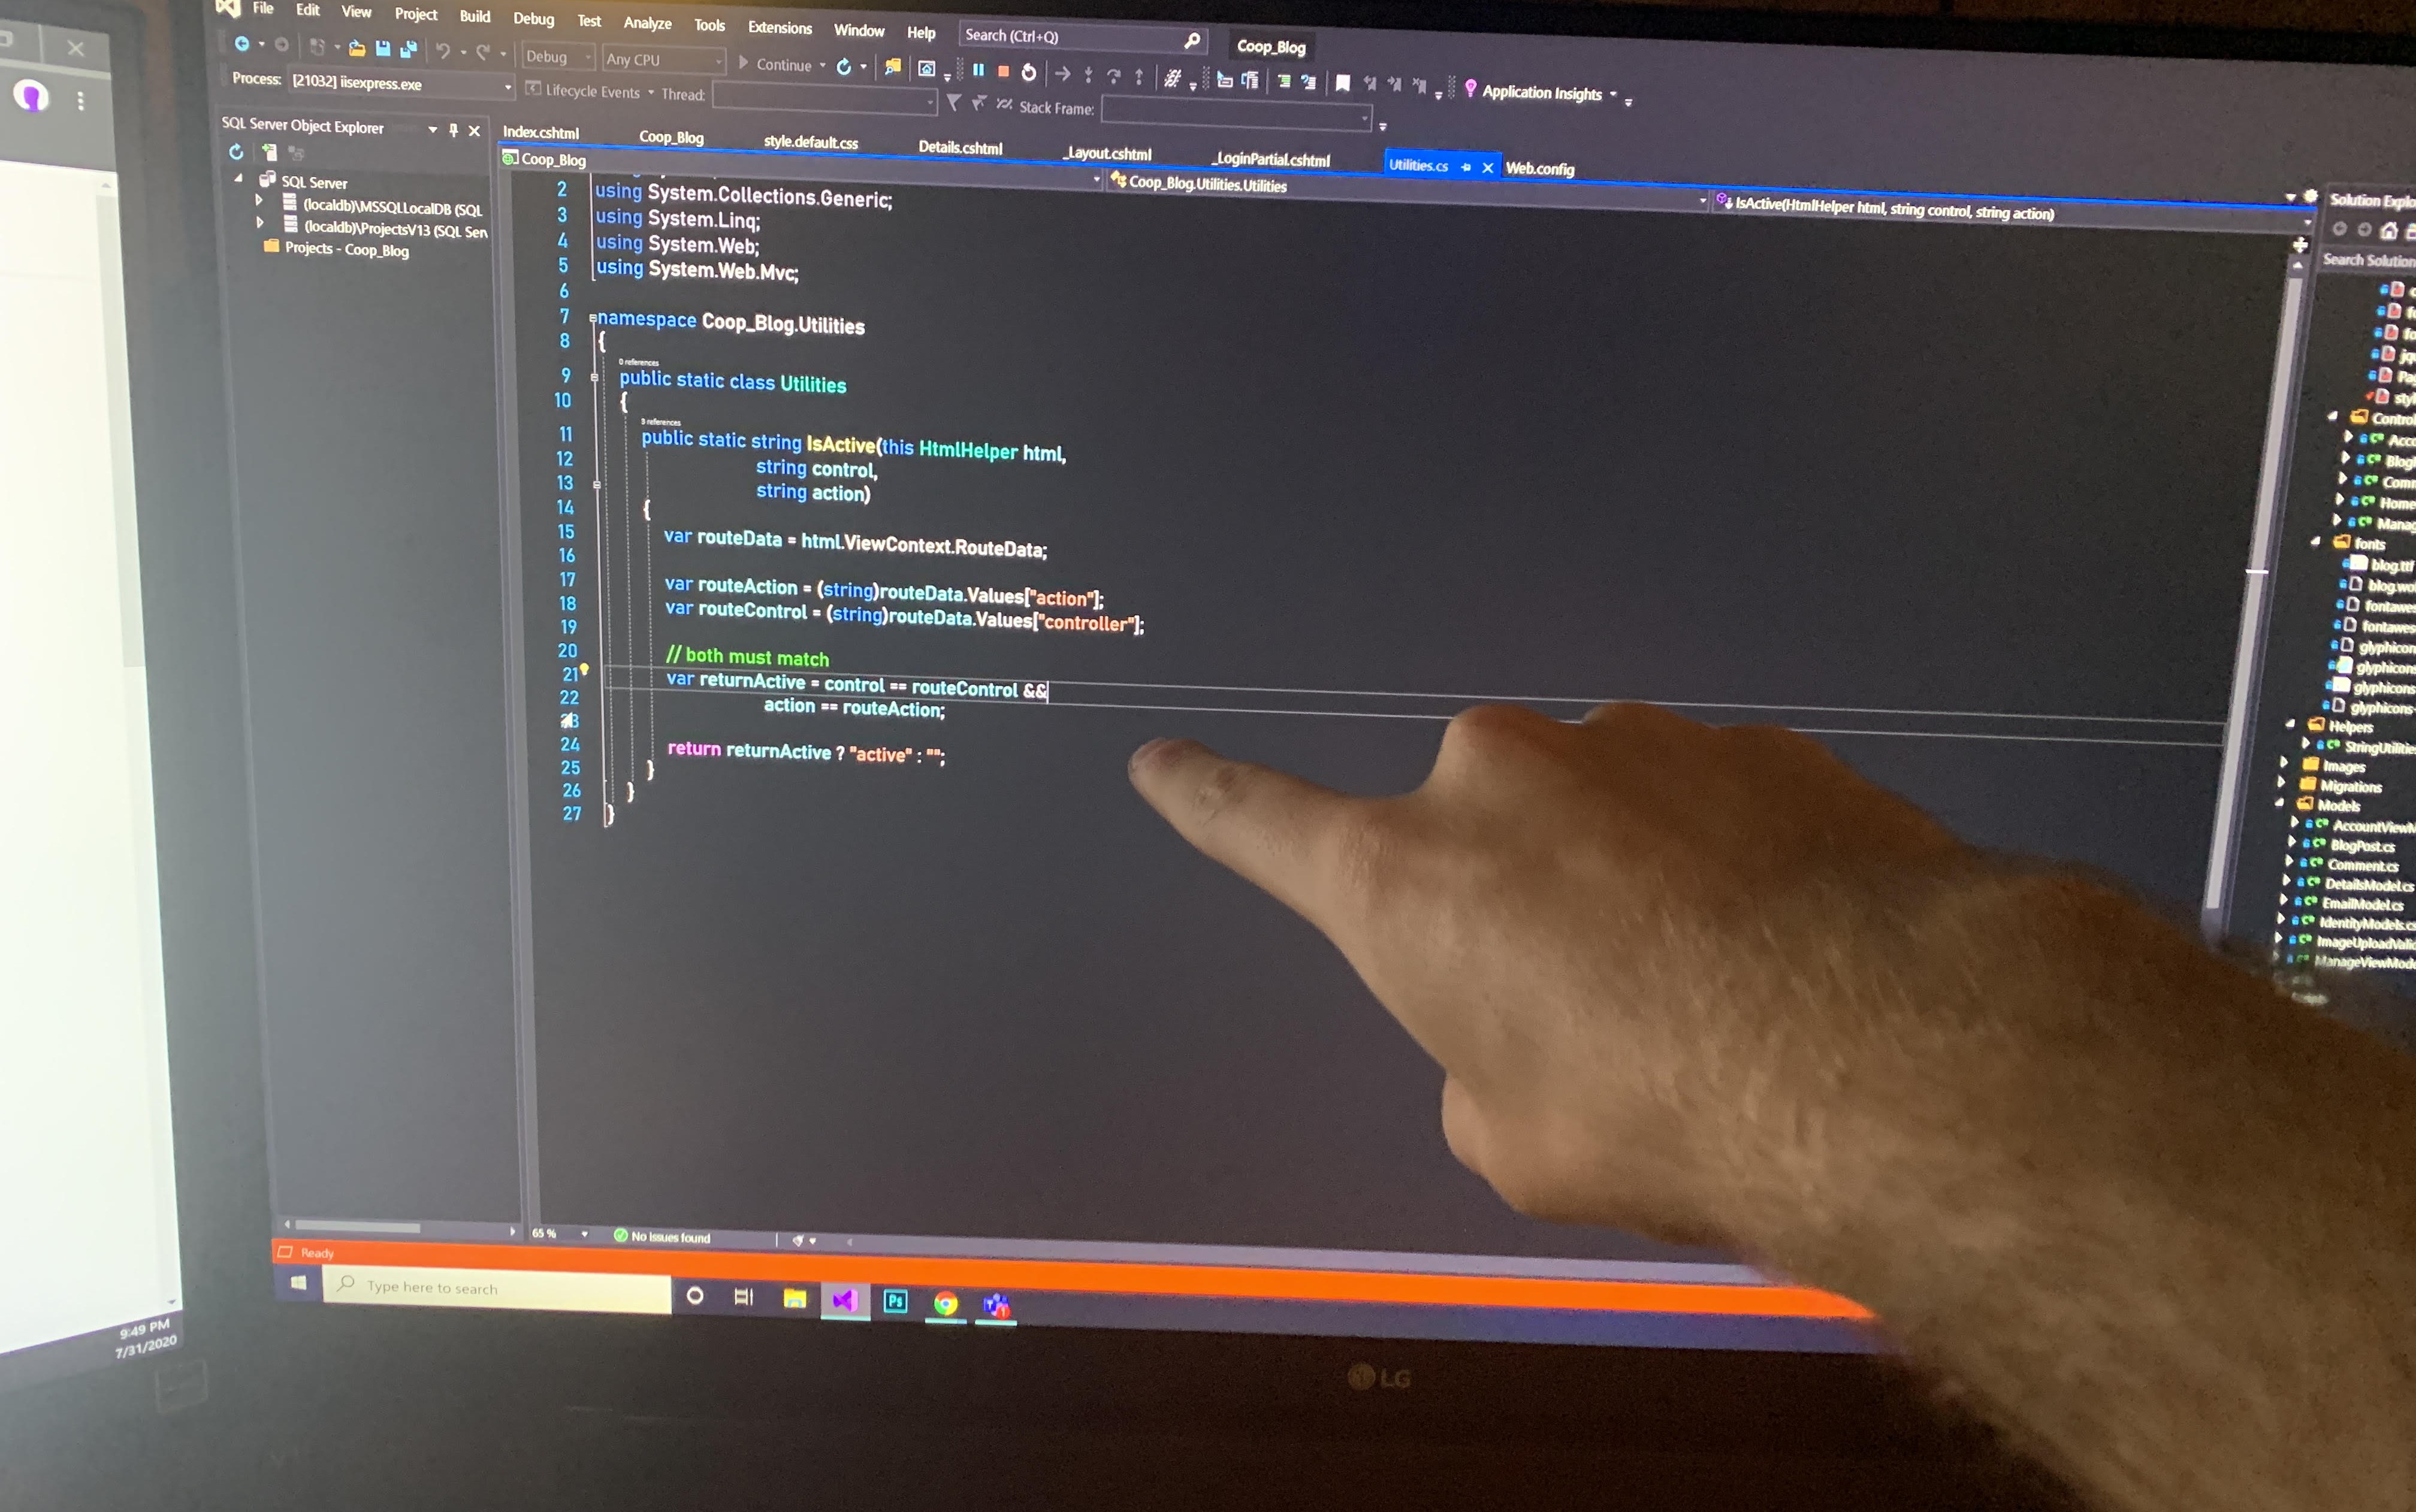 File Edit View Project Build Debug Test Analyze Tools Extensions Window Help Search (Ctrl+Q) Coop_Blog
Debug Any CPU Continue
Process: [21032] iisexpress.exe Lifecycle Events Thread: Stack Frame: Application Insights
SQL Server Object Explorer
SQL Server
(localdb)\MSSQLLocalDB (SQL
(localdb)\ProjectsV13 (SQL Serv
Projects - Coop_Blog
Index.cshtml Coop_Blog style.default.css Details.cshtml _Layout.cshtml _LoginPartial.cshtml Utilities.cs Web.config
Coop_Blog Coop_Blog.Utilities.Utilities IsActive(HtmlHelper html, string control, string action)
2 using System.Collections.Generic;
3 using System.Linq;
4 using System.Web;
5 using System.Web.Mvc;
6
7 namespace Coop_Blog.Utilities
8 {
0 references
9 public static class Utilities
10 {
3 references
11 public static string IsActive(this HtmlHelper html,
12 string control,
13 string action)
14 {
15 var routeData = html.ViewContext.RouteData;
16
17 var routeAction = (string)routeData.Values["action"];
18 var routeControl = (string)routeData.Values["controller"];
19
20 // both must match
21 var returnActive = control == routeControl &&
22 action == routeAction;
23
24 return returnActive ? "active" : "";
25 }
26 }
27 }
65 % No issues found
Ready
Type here to search
Ps
9:49 PM
7/31/2020
LG
Solution Explo
Search Solution
Control
Acco
Blog
Comm
Home
Manag
fonts
blog.ttf
blog.wo
fontawes
fontawes
glyphicon
glyphicons
glyphicons
glyphicons-
Helpers
StringUtilitie
Images
Migrations
Models
AccountViewM
BlogPost.cs
Comment.cs
DetailsModel.cs
EmailModel.cs
IdentityModels.cs
ImageUploadValid
ManageViewMode